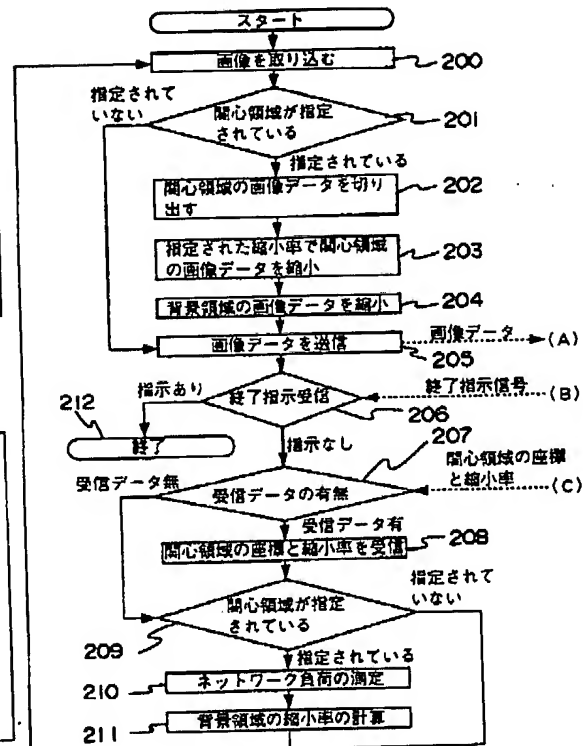 スタート
画像を取り込む
200
指定されて
いない
関心領域が指定
されている
201
指定されている
関心領域の画像データを切り
出す
202
指定された縮小率で関心領域
の画像データを縮小
203
背景領域の画像データを縮小
204
画像データを送信
205
画像データ
(A)
終了指示受信
206
終了指示信号
(B)
指示あり
212
終了
指示なし
207
受信データ無
受信データの有無
関心領域の座標
と縮小率
(C)
受信データ有
関心領域の座標と縮小率を受信
208
関心領域が指定
されている
209
指定されて
いない
指定されている
ネットワーク負荷の測定
210
背景領域の縮小率の計算
211